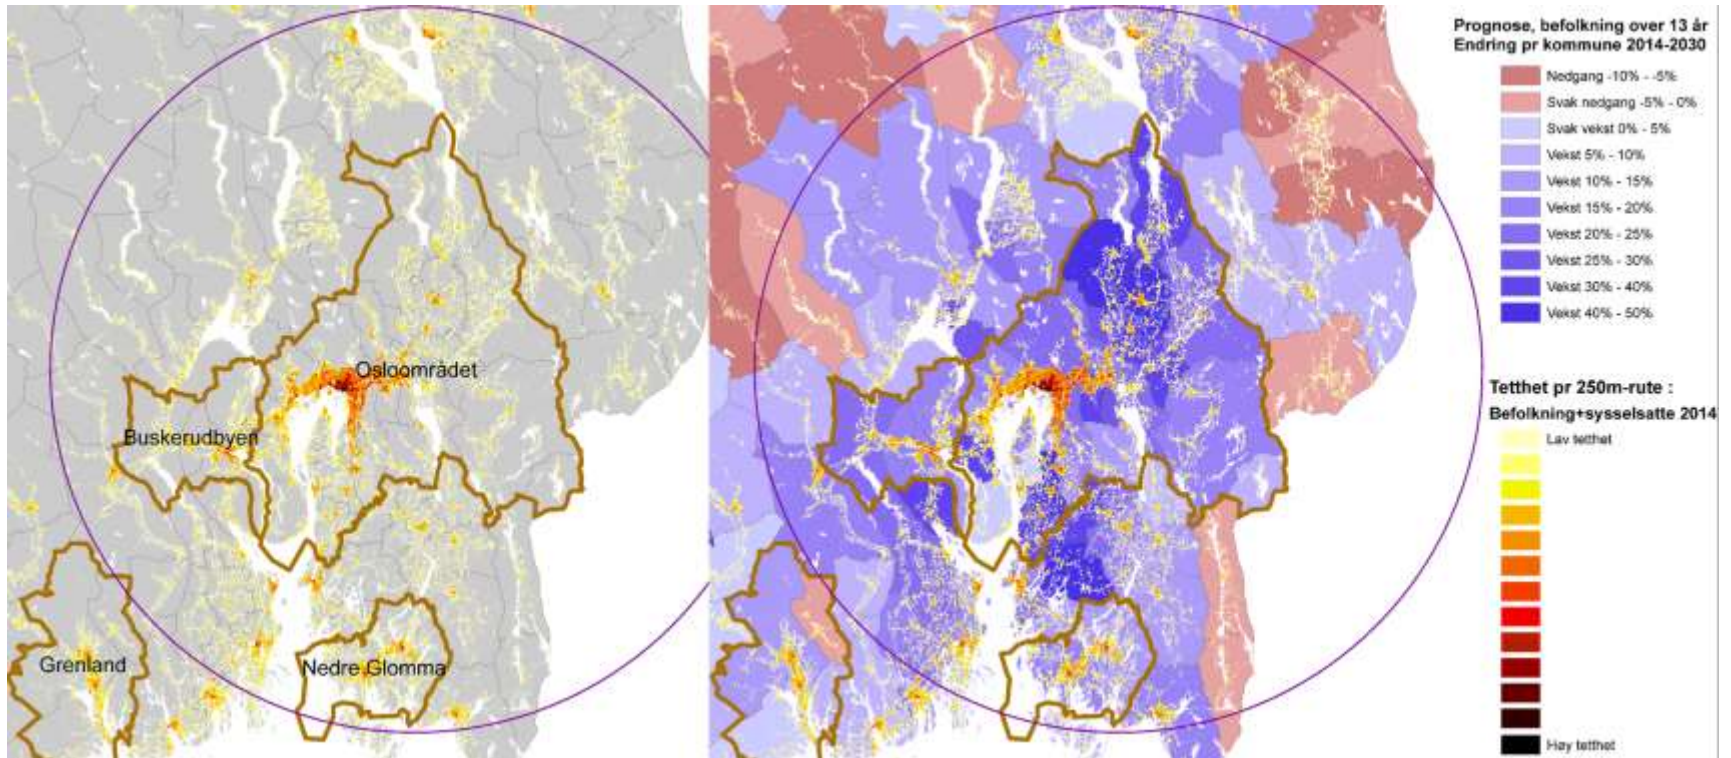 Osloområdet
Buskerudbyen
Grenland
Nedre Glomma
Prognose, befolkning over 13 år
Endring pr kommune 2014-2030
Nedgang -10% - -5%
Svak nedgang -5% - 0%
Svak vekst 0% - 5%
Vekst 5% - 10%
Vekst 10% - 15%
Vekst 15% - 20%
Vekst 20% - 25%
Vekst 25% - 30%
Vekst 30% - 40%
Vekst 40% - 50%
Tetthet pr 250m-rute :
Befolkning+sysselsatte 2014
Lav tetthet
Høy tetthet